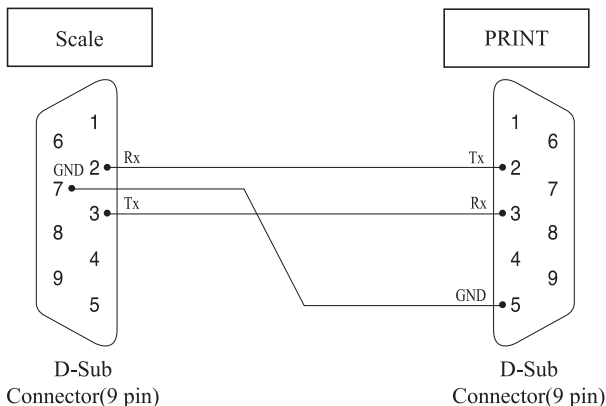 Scale
PRINT
1
6
GND 2 Rx
7
3 Tx
8
4
9
5
1
6
Tx 2
7
Rx 3
8
4
9
GND 5
D-Sub
Connector(9 pin)
D-Sub
Connector(9 pin)